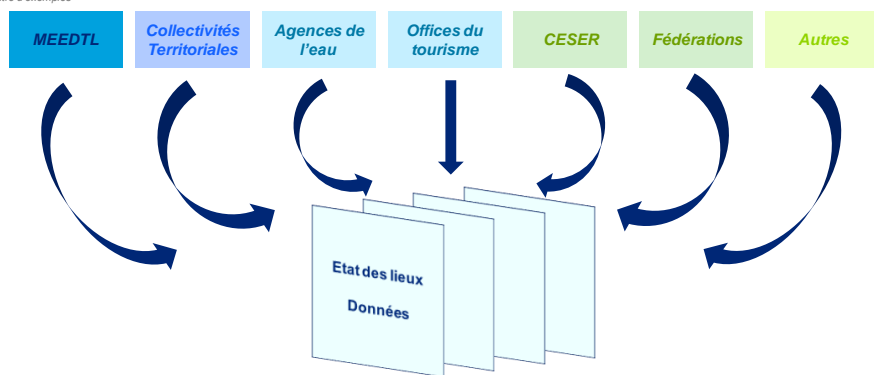 MEEDTL
Collectivités
Territoriales
Agences de
l'eau
Offices du
tourisme
CESER
Fédérations
Autres
Etat des lieux
Données